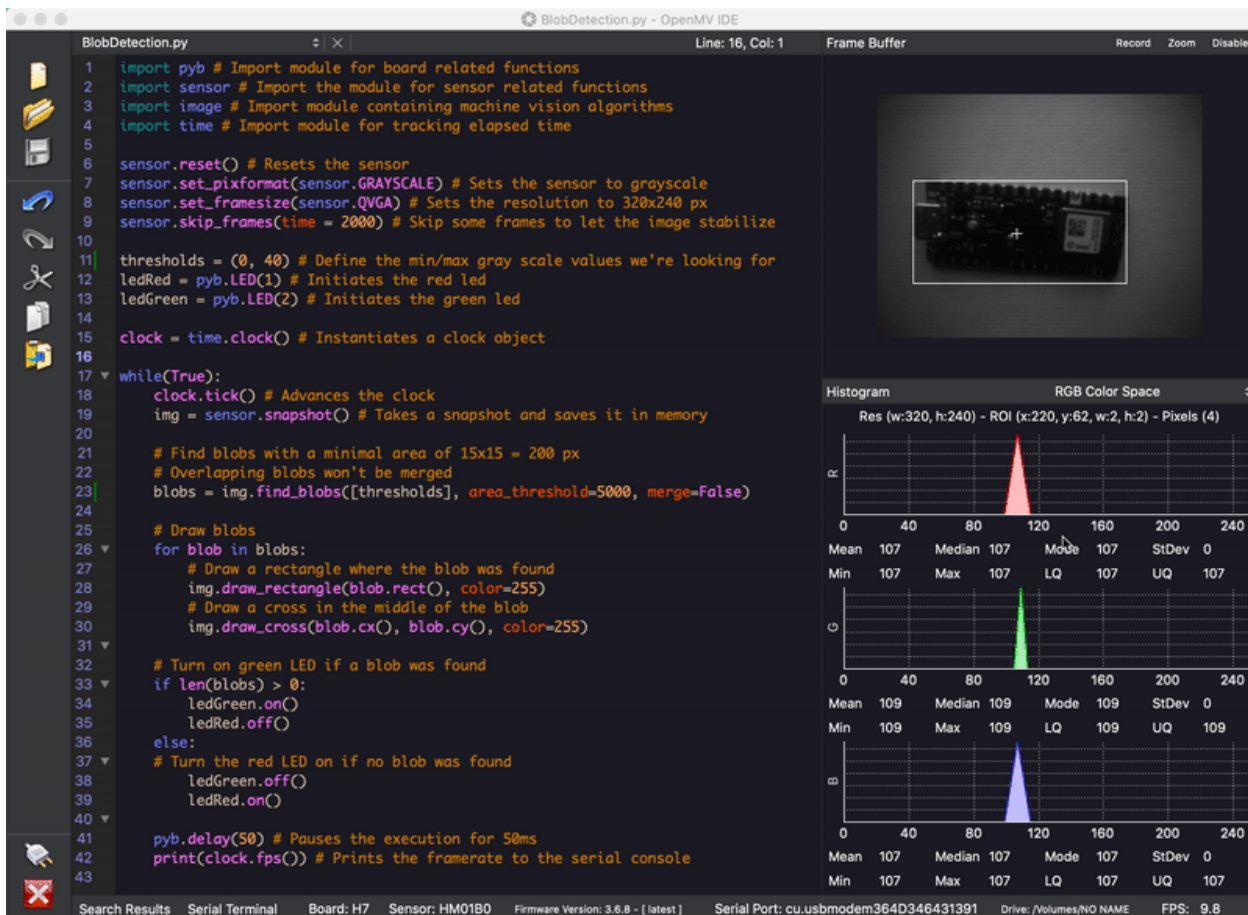 BlobDetection.py - OpenMV IDE
BlobDetection.py
Line: 16, Col: 1
1 import pyb # Import module for board related functions
2 import sensor # Import the module for sensor related functions
3 import image # Import module containing machine vision algorithms
4 import time # Import module for tracking elapsed time
5
6 sensor.reset() # Resets the sensor
7 sensor.set_pixformat(sensor.GRAYSCALE) # Sets the sensor to grayscale
8 sensor.set_framesize(sensor.QVGA) # Sets the resolution to 320x240 px
9 sensor.skip_frames(time = 2000) # Skip some frames to let the image stabilize
10
11 thresholds = (0, 40) # Define the min/max gray scale values we're looking for
12 ledRed = pyb.LED(1) # Initiates the red led
13 ledGreen = pyb.LED(2) # Initiates the green led
14
15 clock = time.clock() # Instantiates a clock object
16
17 while(True):
18 clock.tick() # Advances the clock
19 img = sensor.snapshot() # Takes a snapshot and saves it in memory
20
21 # Find blobs with a minimal area of 15x15 = 200 px
22 # Overlapping blobs won't be merged
23 blobs = img.find_blobs([thresholds], area_threshold=5000, merge=False)
24
25 # Draw blobs
26 for blob in blobs:
27 # Draw a rectangle where the blob was found
28 img.draw_rectangle(blob.rect(), color=255)
29 # Draw a cross in the middle of the blob
30 img.draw_cross(blob.cx(), blob.cy(), color=255)
31
32 # Turn on green LED if a blob was found
33 if len(blobs) > 0:
34 ledGreen.on()
35 ledRed.off()
36 else:
37 # Turn the red LED on if no blob was found
38 ledGreen.off()
39 ledRed.on()
40
41 pyb.delay(50) # Pauses the execution for 50ms
42 print(clock.fps()) # Prints the framerate to the serial console
43
Frame Buffer Record Zoom Disable
Histogram RGB Color Space
Res (w:320, h:240) - ROI (x:220, y:62, w:2, h:2) - Pixels (4)
R
0 40 80 120 160 200 240
Mean 107 Median 107 Mode 107 StDev 0
Min 107 Max 107 LQ 107 UQ 107
G
0 40 80 120 160 200 240
Mean 109 Median 109 Mode 109 StDev 0
Min 109 Max 109 LQ 109 UQ 109
B
0 40 80 120 160 200 240
Mean 107 Median 107 Mode 107 StDev 0
Min 107 Max 107 LQ 107 UQ 107
Search Results Serial Terminal Board: H7 Sensor: HM01B0 Firmware Version: 3.6.8 - [ latest ] Serial Port: cu.usbmodem364D346431391 Drive: /Volumes/NO NAME FPS: 9.8